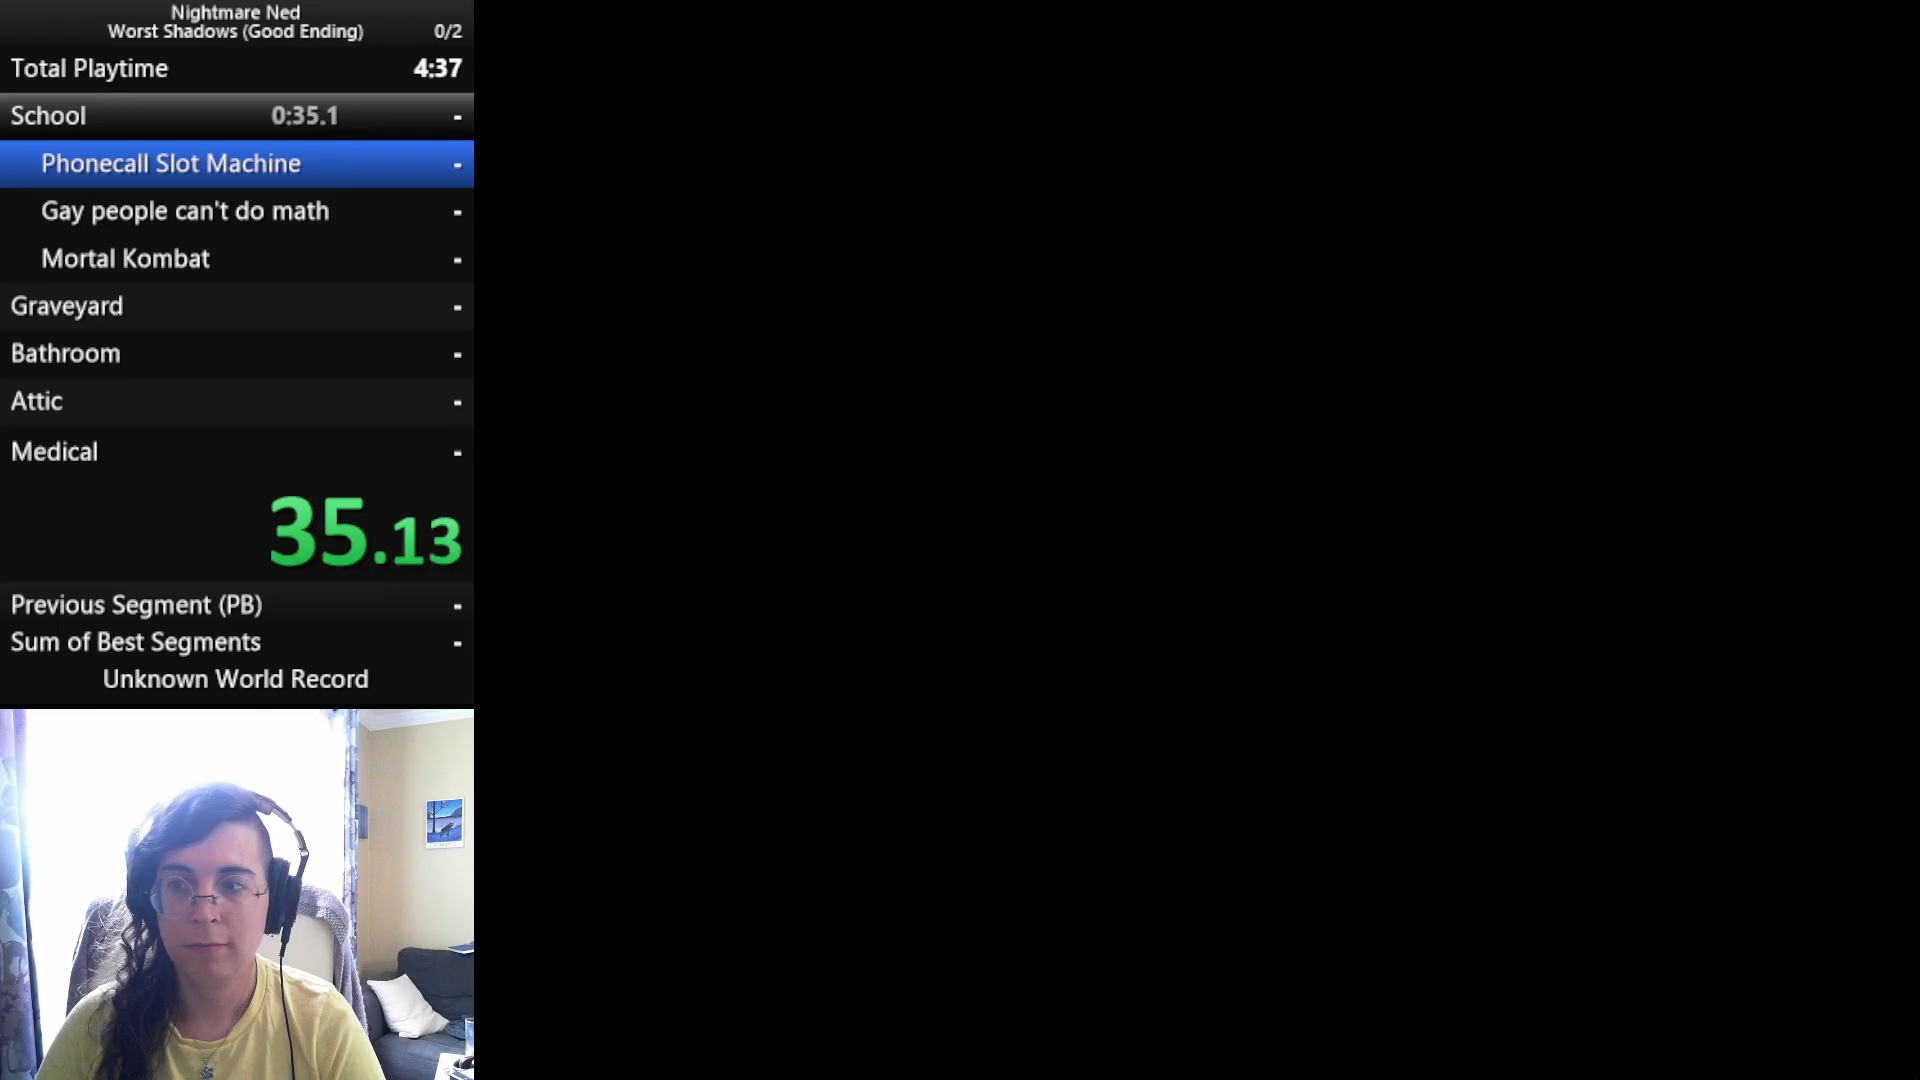 Nightmare Ned
Worst Shadows (Good Ending) 0/2
Total Playtime 4:37
School 0:35.1 -
Phonecall Slot Machine -
Gay people can't do math -
Mortal Kombat -
Graveyard -
Bathroom -
Attic -
Medical -
35.13
Previous Segment (PB) -
Sum of Best Segments -
Unknown World Record